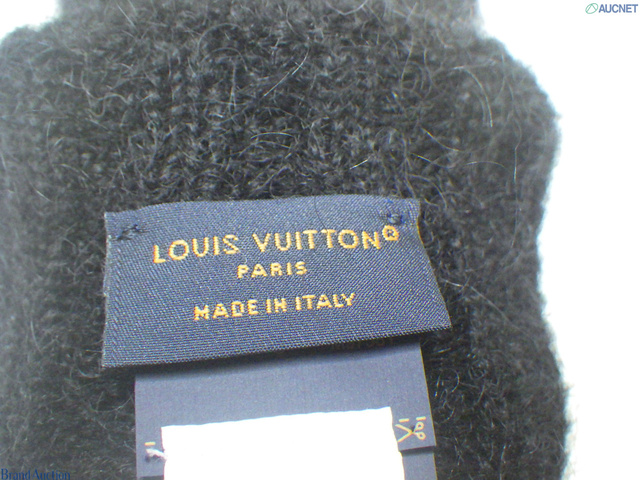 AUCNET
LOUIS VUITTON®
PARIS
MADE IN ITALY
BrandAuction